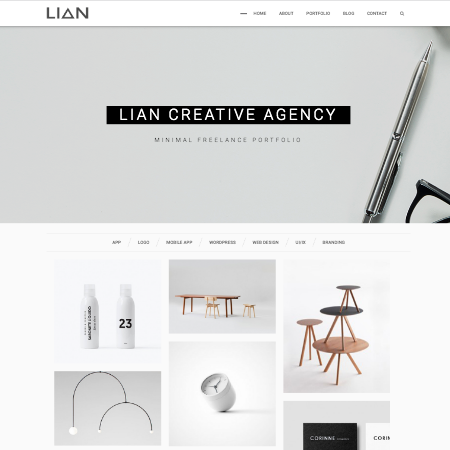 LIAN
HOME ABOUT PORTFOLIO BLOG CONTACT
LIAN CREATIVE AGENCY
MINIMAL FREELANCE PORTFOLIO
APP LOGO MOBILE APP WORDPRESS WEB DESIGN UI/IX BRANDING
23
CORINNE
CORIN